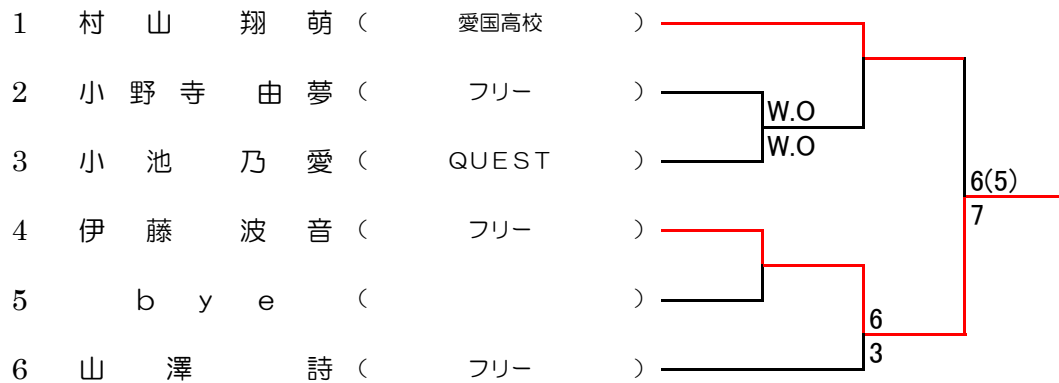 1 村山 翔萌 （ 愛国高校 ）
2 小野寺 由夢 （ フリー ）
W.O
3 小池 乃愛 （ ＱＵＥＳＴ ）
W.O
6(5)
7
4 伊藤 波音 （ フリー ）
5 ｂｙｅ （ ）
6
3
6 山澤 詩 （ フリー ）